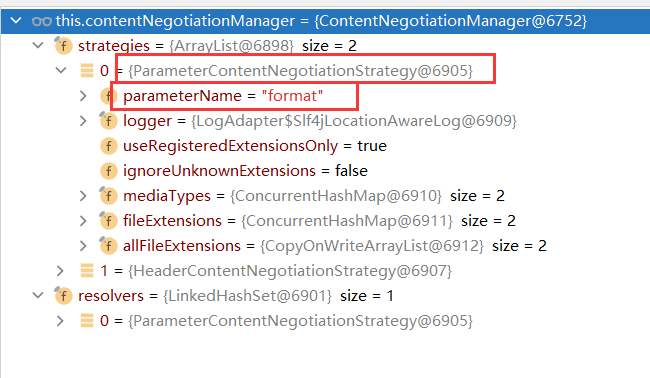 this.contentNegotiationManager = {ContentNegotiationManager@6752}
strategies = {ArrayList@6898} size = 2
0 = {ParameterContentNegotiationStrategy@6905}
parameterName = "format"
logger = {LogAdapter$Slf4jLocationAwareLog@6909}
useRegisteredExtensionsOnly = true
ignoreUnknownExtensions = false
mediaTypes = {ConcurrentHashMap@6910} size = 2
fileExtensions = {ConcurrentHashMap@6911} size = 2
allFileExtensions = {CopyOnWriteArrayList@6912} size = 2
1 = {HeaderContentNegotiationStrategy@6907}
resolvers = {LinkedHashSet@6901} size = 1
0 = {ParameterContentNegotiationStrategy@6905}